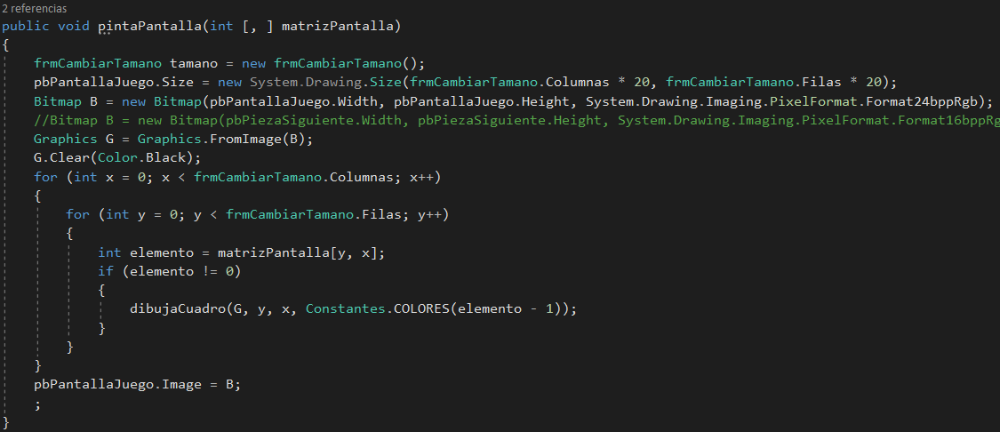 2 referencias
public void pintaPantalla(int [, ] matrizPantalla)
{
frmCambiarTamano tamano = new frmCambiarTamano();
pbPantallaJuego.Size = new System.Drawing.Size(frmCambiarTamano.Columnas * 20, frmCambiarTamano.Filas * 20);
Bitmap B = new Bitmap(pbPantallaJuego.Width, pbPantallaJuego.Height, System.Drawing.Imaging.PixelFormat.Format24bppRgb);
//Bitmap B = new Bitmap(pbPiezaSiguiente.Width, pbPiezaSiguiente.Height, System.Drawing.Imaging.PixelFormat.Format16bppRg
Graphics G = Graphics.FromImage(B);
G.Clear(Color.Black);
for (int x = 0; x < frmCambiarTamano.Columnas; x++)
{
for (int y = 0; y < frmCambiarTamano.Filas; y++)
{
int elemento = matrizPantalla[y, x];
if (elemento != 0)
{
dibujaCuadro(G, y, x, Constantes.COLORES(elemento - 1));
}
}
}
pbPantallaJuego.Image = B;
;
}